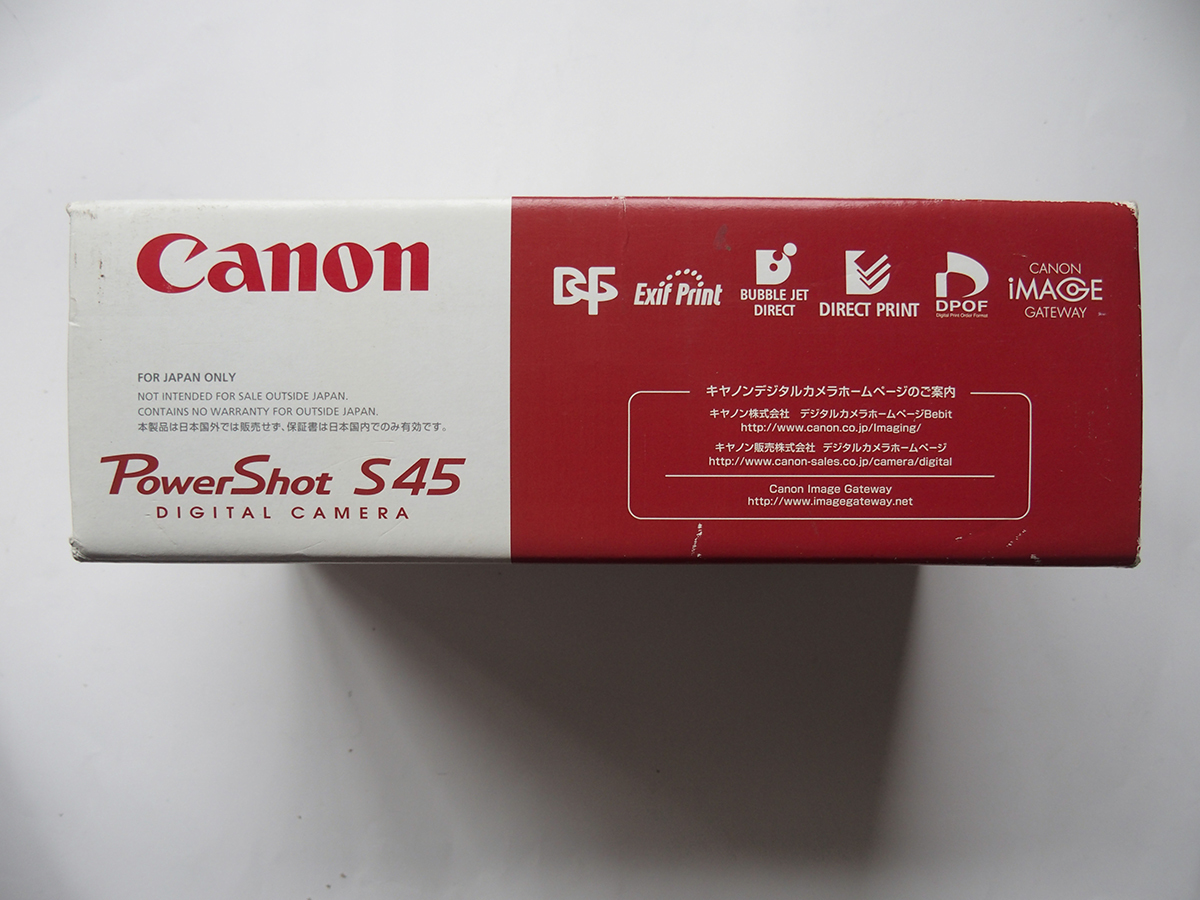 Canon
FOR JAPAN ONLY
NOT INTENDED FOR SALE OUTSIDE JAPAN.
CONTAINS NO WARRANTY FOR OUTSIDE JAPAN.
本製品は日本国外では販売せず、保証書は日本国内でのみ有効です。
PowerShot S45
DIGITAL CAMERA
Exif Print
BUBBLE JET
DIRECT
DIRECT PRINT
DPOF
Digital Print Order Format
CANON
iMAGE
GATEWAY
キヤノンデジタルカメラホームページのご案内
キヤノン株式会社 デジタルカメラホームページBebit
http://www.canon.co.jp/Imaging/
キヤノン販売株式会社 デジタルカメラホームページ
http://www.canon-sales.co.jp/camera/digital
Canon Image Gateway
http://www.imagegateway.net